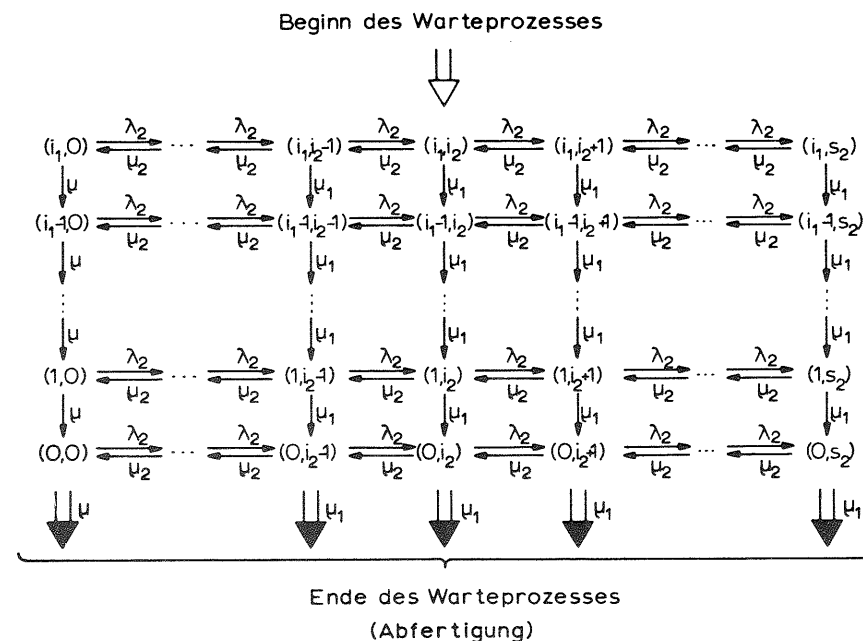 Beginn des Warteprozesses
λ₂ λ₂ λ₂ λ₂ λ₂ λ₂
(i₁,0) ··· (i₁,i₂-1) (i₁,i₂) (i₁,i₂+1) ··· (i₁,s₂)
μ₂ μ₂ μ₂ μ₂ μ₂ μ₂
μ μ₁ μ₁ μ₁ μ₁
λ₂ λ₂ λ₂ λ₂ λ₂ λ₂
(i₁-1,0) ··· (i₁-1,i₂-1) (i₁-1,i₂) (i₁-1,i₂+1) ··· (i₁-1,s₂)
μ₂ μ₂ μ₂ μ₂ μ₂ μ₂
μ μ₁ μ₁ μ₁ μ₁
μ μ₁ μ₁ μ₁ μ₁
λ₂ λ₂ λ₂ λ₂ λ₂ λ₂
(1,0) ··· (1,i₂-1) (1,i₂) (1,i₂+1) ··· (1,s₂)
μ₂ μ₂ μ₂ μ₂ μ₂ μ₂
μ μ₁ μ₁ μ₁ μ₁
λ₂ λ₂ λ₂ λ₂ λ₂ λ₂
(0,0) ··· (0,i₂-1) (0,i₂) (0,i₂+1) ··· (0,s₂)
μ₂ μ₂ μ₂ μ₂ μ₂ μ₂
μ μ₁ μ₁ μ₁ μ₁
Ende des Warteprozesses
(Abfertigung)